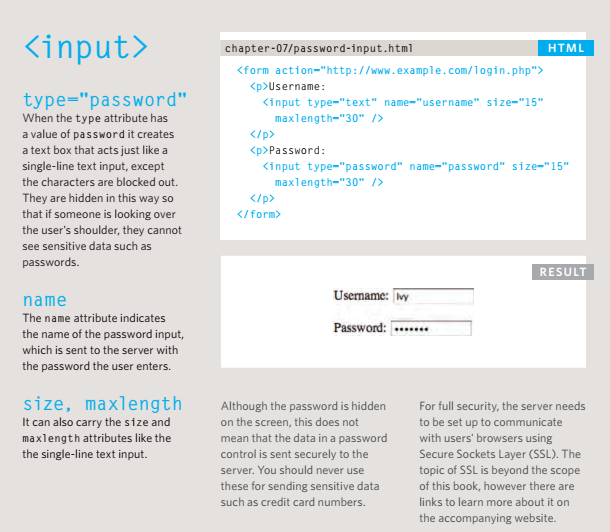 <input>
type="password"
When the type attribute has
a value of password it creates
a text box that acts just like a
single-line text input, except
the characters are blocked out.
They are hidden in this way so
that if someone is looking over
the user's shoulder, they cannot
see sensitive data such as
passwords.
name
The name attribute indicates
the name of the password input,
which is sent to the server with
the password the user enters.
size, maxlength
It can also carry the size and
maxlength attributes like the
the single-line text input.
chapter-07/password-input.html HTML
<form action="http://www.example.com/login.php">
<p>Username:
<input type="text" name="username" size="15"
maxlength="30" />
</p>
<p>Password:
<input type="password" name="password" size="15"
maxlength="30" />
</p>
</form>
RESULT
Username: Ivy
Password: •••••••
Although the password is hidden
on the screen, this does not
mean that the data in a password
control is sent securely to the
server. You should never use
these for sending sensitive data
such as credit card numbers.
For full security, the server needs
to be set up to communicate
with users' browsers using
Secure Sockets Layer (SSL). The
topic of SSL is beyond the scope
of this book, however there are
links to learn more about it on
the accompanying website.